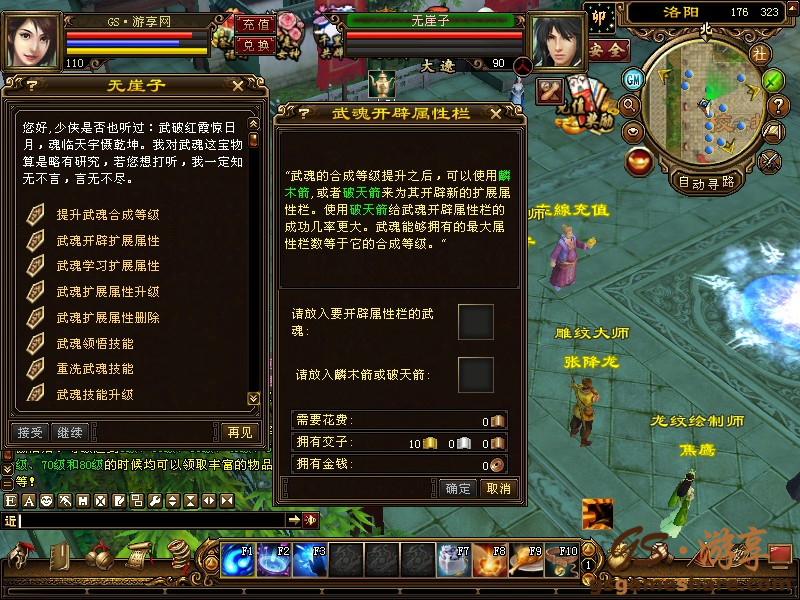 GS·游享网
110
充值
兑换
无崖子
大遼
90
卯
安全
洛阳 176 323
北
社
GM
自动寻路
?
无崖子
您好,少侠是否也听过：武破红霞惊日
月，魂临天宇慑乾坤。我对武魂这宝物
算是略有研究，若您想打听，我一定知
无不言，言无不尽。
提升武魂合成等级
武魂开辟扩展属性
武魂学习扩展属性
武魂扩展属性升级
武魂扩展属性删除
武魂领悟技能
重洗武魂技能
武魂技能升级
接受
继续
再见
?
武魂开辟属性栏
“武魂的合成等级提升之后，可以使用麟
木箭,或者破天箭来为其开辟新的扩展属
性栏。使用破天箭给武魂开辟属性栏的
成功几率更大。武魂能够拥有的最大属
性栏数等于它的合成等级。“
请放入要开辟属性栏的武
魂:
请放入麟木箭或破天箭:
需要花费: 0
拥有交子: 10 0 0
拥有金钱: 0
确定
取消
線充值
雕纹大师
张降龙
龙纹绘制师
焦鹰
级、70级和80级的时候均可以领取丰富的物品
等!
近
F1
F2
F3
F7
F8
F9
F10
1
GS·游享